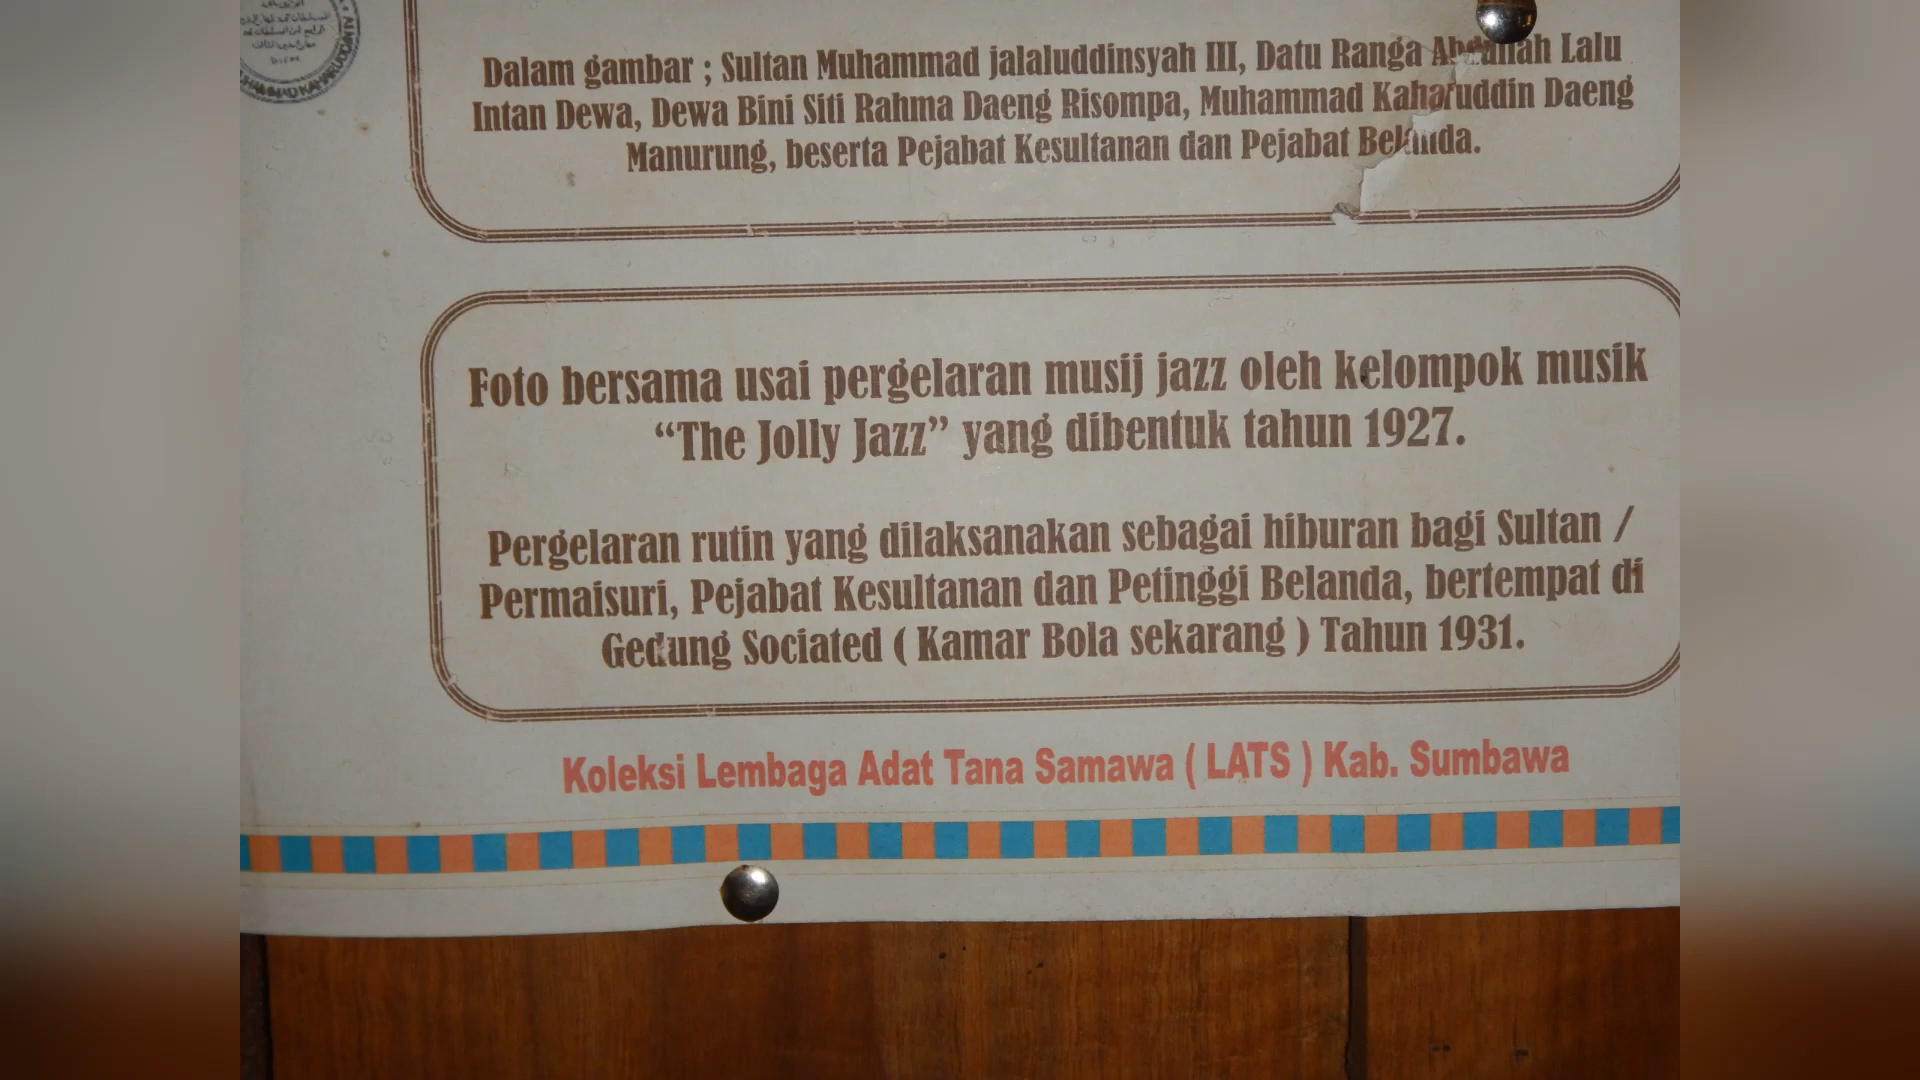 Dalam gambar ; Sultan Muhammad jalaluddinsyah III, Datu Ranga Abdullah Lalu
Intan Dewa, Dewa Bini Siti Rahma Daeng Risompa, Muhammad Kaharuddin Daeng
Manurung, beserta Pejabat Kesultanan dan Pejabat Belanda.
Foto bersama usai pergelaran musij jazz oleh kelompok musik
“The Jolly Jazz” yang dibentuk tahun 1927.
Pergelaran rutin yang dilaksanakan sebagai hiburan bagi Sultan /
Permaisuri, Pejabat Kesultanan dan Petinggi Belanda, bertempat di
Gedung Sociated ( Kamar Bola sekarang ) Tahun 1931.
Koleksi Lembaga Adat Tana Samawa ( LATS ) Kab. Sumbawa